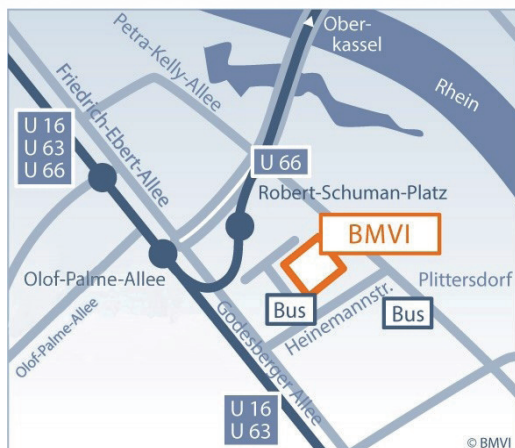 Ober-
kassel
Petra-Kelly-Allee
Rhein
Friedrich-Ebert-Allee
U 16
U 63
U 66
U 66
Robert-Schuman-Platz
BMVI
Olof-Palme-Allee
Plittersdorf
Bus
Heinemannstr.
Bus
Olof-Palme-Allee
Godesberger Allee
U 16
U 63
© BMVI